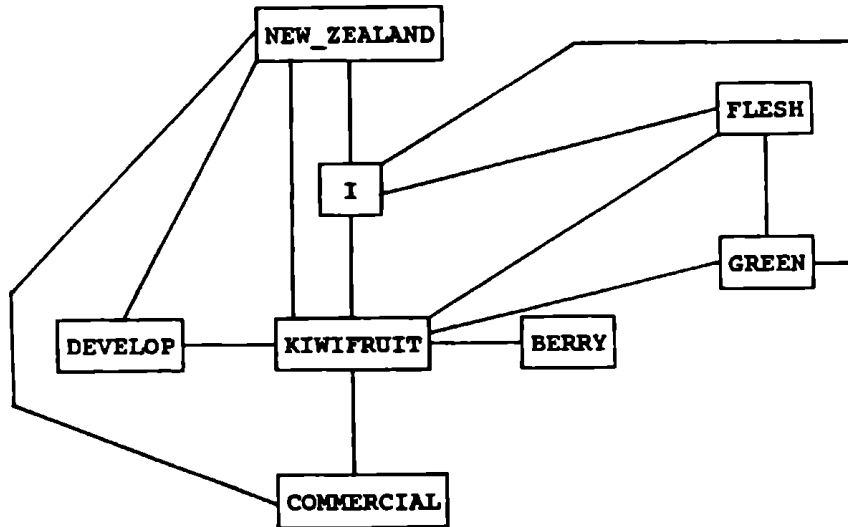 NEW_ZEALAND
FLESH
I
GREEN
DEVELOP
KIWIFRUIT
BERRY
COMMERCIAL